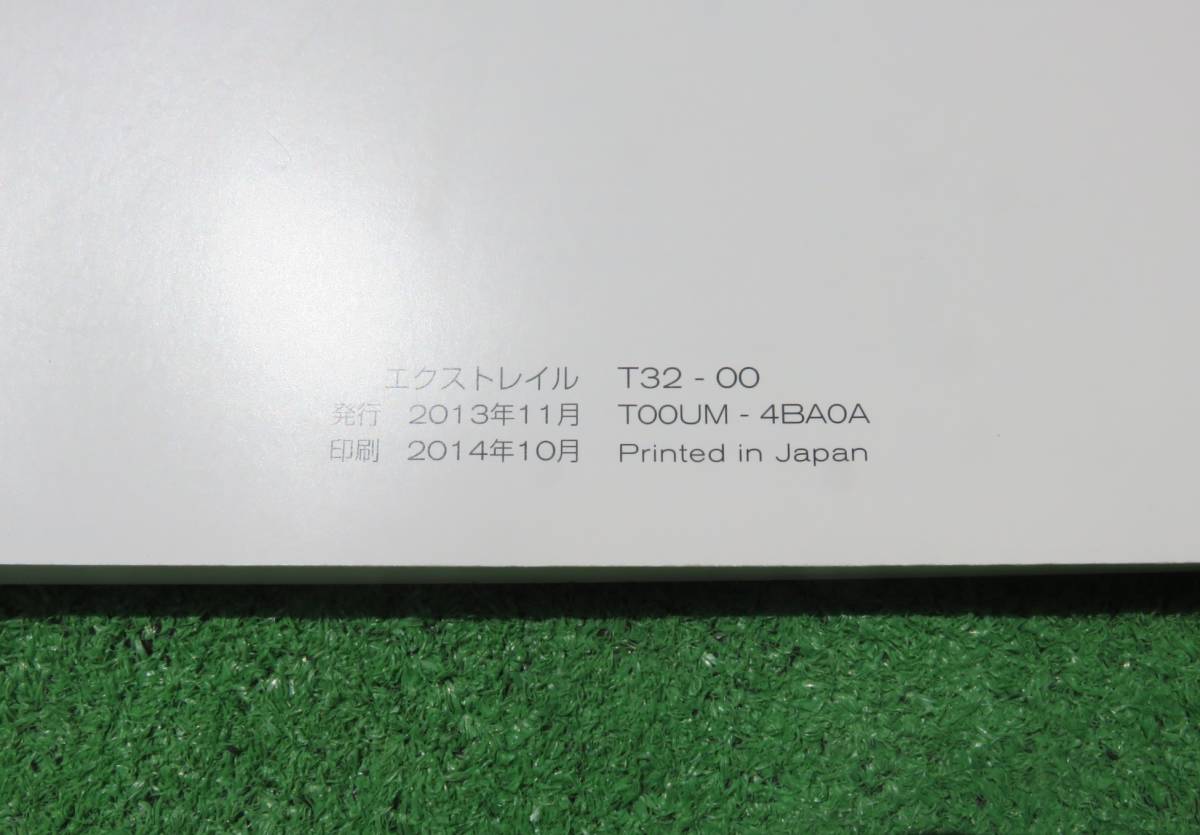 エクストレイル T32 - 00
発行 2013年11月 T00UM - 4BA0A
印刷 2014年10月 Printed in Japan